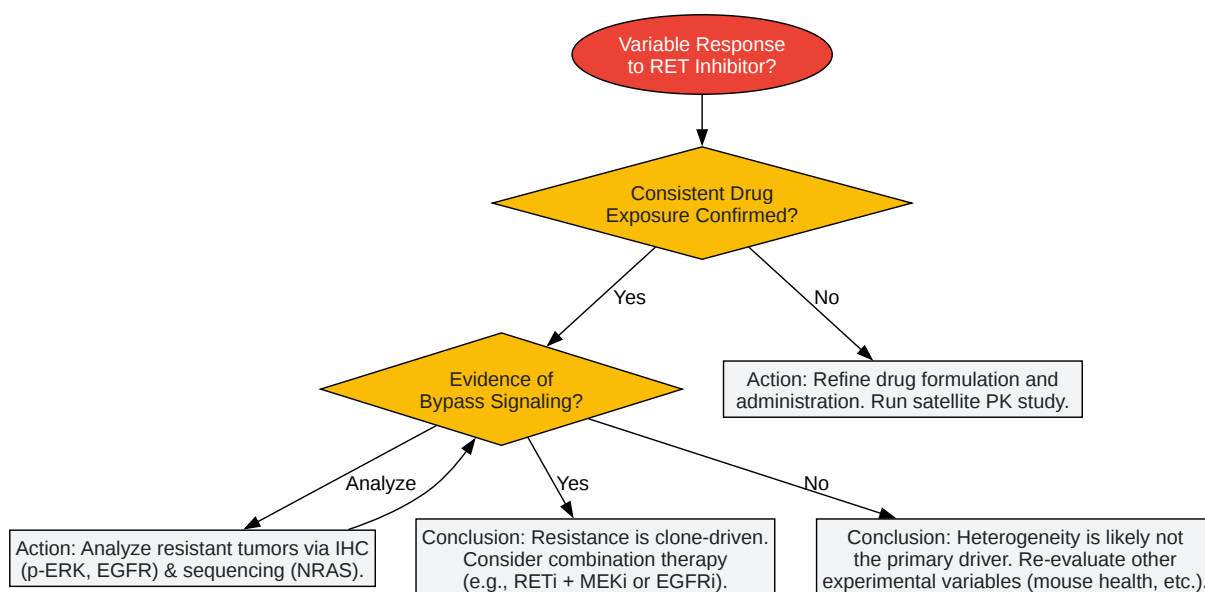 Variable Response
to RET Inhibitor?
Consistent Drug
Exposure Confirmed?
Yes
No
Evidence of
Bypass Signaling?
Action: Refine drug formulation and
administration. Run satellite PK study.
Analyze
Yes
No
Action: Analyze resistant tumors via IHC
(p-ERK, EGFR) & sequencing (NRAS).
Conclusion: Resistance is clone-driven.
Consider combination therapy
(e.g., RETi + MEKi or EGFRi).
Conclusion: Heterogeneity is likely not
the primary driver. Re-evaluate other
experimental variables (mouse health, etc.).